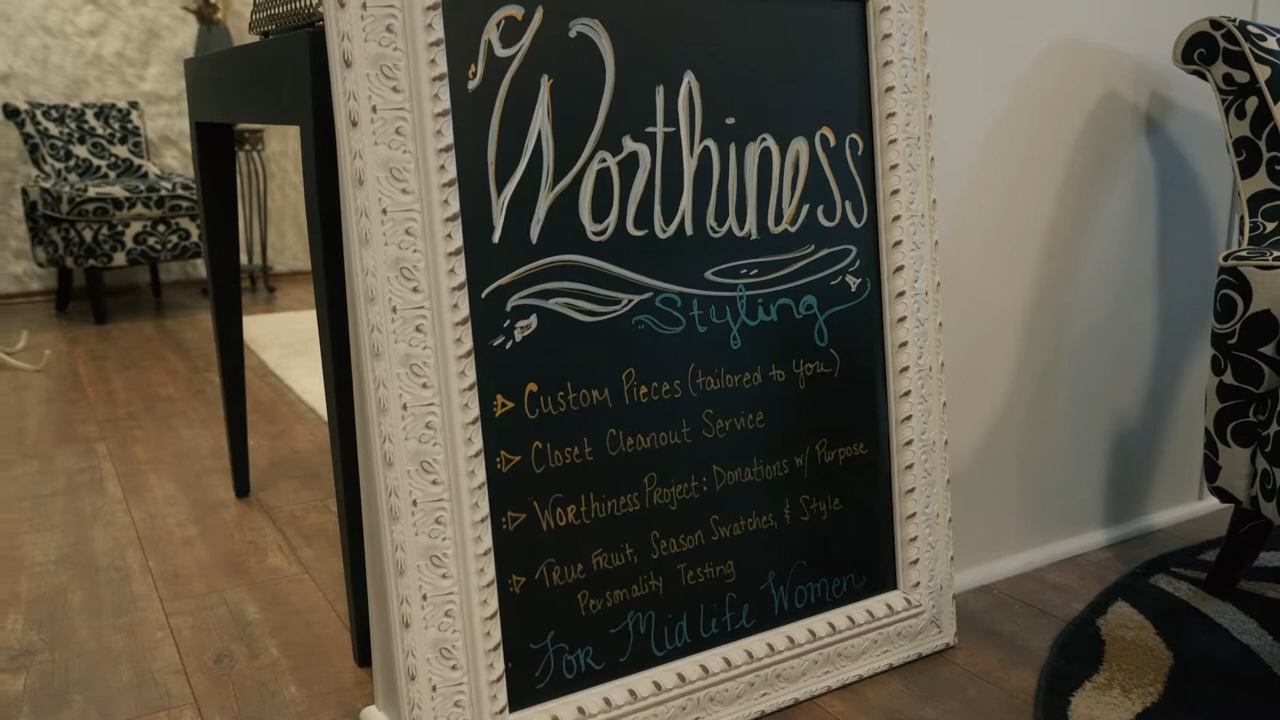 Worthiness
Styling
Custom Pieces (tailored to you)
Closet Cleanout Service
Worthiness Project: Donations w/ Purpose
True Fruit, Season Swatches, & Style
Personality Testing
For Midlife Women